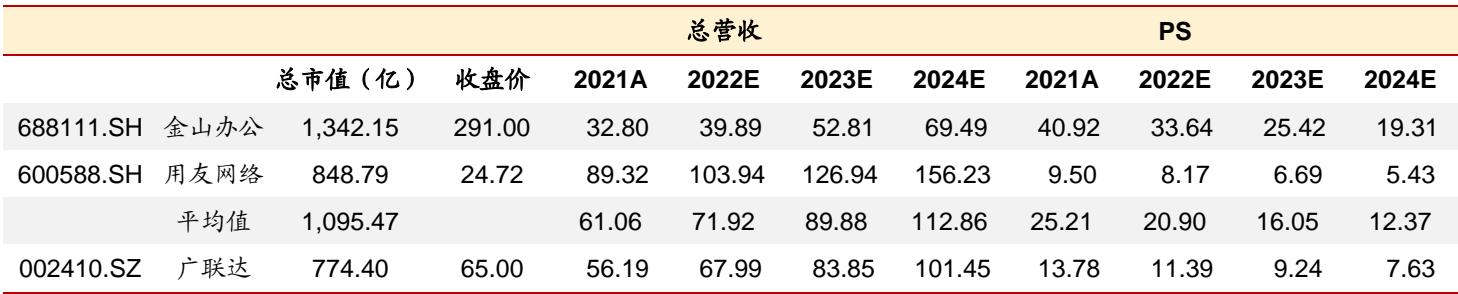 总营收 PS
总市值（亿） 收盘价 2021A 2022E 2023E 2024E 2021A 2022E 2023E 2024E
688111.SH 金山办公 1,342.15 291.00 32.80 39.89 52.81 69.49 40.92 33.64 25.42 19.31
600588.SH 用友网络 848.79 24.72 89.32 103.94 126.94 156.23 9.50 8.17 6.69 5.43
平均值 1,095.47 61.06 71.92 89.88 112.86 25.21 20.90 16.05 12.37
002410.SZ 广联达 774.40 65.00 56.19 67.99 83.85 101.45 13.78 11.39 9.24 7.63